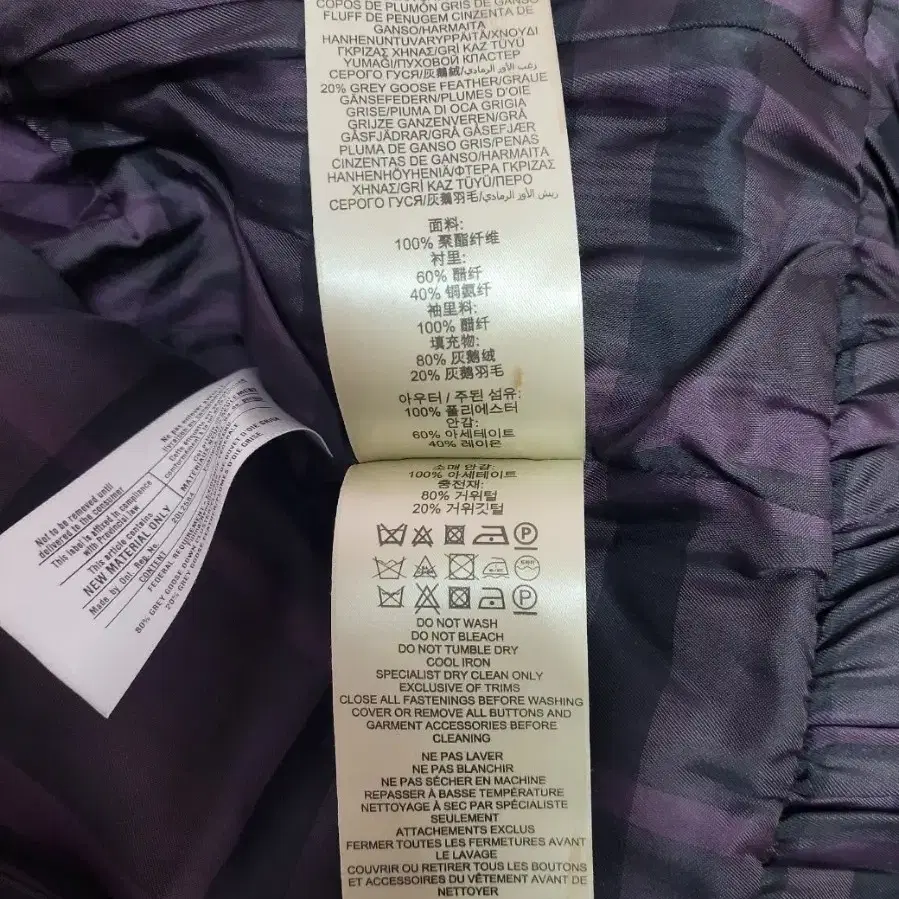 COPOS DE PLUMÓN GRIS DE GANSO/
FLUFF DE PENUGEM CINZENTA DE
GANSO/HARMAITA
HANHENUNTUVARYPPÄITÄ/ΧΝΟΥΔΙ
ΓΚΡΙΖΑΣ ΧΗΝΑΣ/GRİ KAZ TÜYÜ
YUMAĞI/ПУХОВОЙ КЛАСТЕР
СЕРОГО ГУСЯ/灰鹅绒/زغب الأوز الرمادي
20% GREY GOOSE FEATHER/GRAUE
GÄNSEFEDERN/PLUMES D'OIE
GRISE/PIUMA DI OCA GRIGIA
GRIJZE GANZENVEREN/GRÅ
GÅSFJÄDRAR/GRÅ GÅSEFJÆR
PLUMA DE GANSO GRIS/PENAS
CINZENTAS DE GANSO/HARMAITA
HANHENHÖYHENIÄ/ΦΤΕΡΑ ΓΚΡΙΖΑΣ
ΧΗΝΑΣ/GRİ KAZ TÜYÜ/ПЕРО
СЕРОГО ГУСЯ/灰鹅羽毛/ريش الأوز الرمادي
面料:
100% 聚酯纤维
衬里:
60% 醋纤
40% 铜氨纤
袖里料:
100% 醋纤
填充物:
80% 灰鹅绒
20% 灰鹅羽毛
아우터 / 주된 섬유:
100% 폴리에스터
안감:
60% 아세테이트
40% 레이온
소매 안감:
100% 아세테이트
충전재:
80% 거위털
20% 거위깃털
P
P
DO NOT WASH
DO NOT BLEACH
DO NOT TUMBLE DRY
COOL IRON
SPECIALIST DRY CLEAN ONLY
EXCLUSIVE OF TRIMS
CLOSE ALL FASTENINGS BEFORE WASHING
COVER OR REMOVE ALL BUTTONS AND
GARMENT ACCESSORIES BEFORE
CLEANING
NE PAS LAVER
NE PAS BLANCHIR
NE PAS SÉCHER EN MACHINE
REPASSER À BASSE TEMPÉRATURE
NETTOYAGE À SEC PAR SPÉCIALISTE
SEULEMENT
ATTACHEMENTS EXCLUS
FERMER TOUTES LES FERMETURES AVANT
LE LAVAGE
COUVRIR OU RETIRER TOUS LES BOUTONS
ET ACCESSOIRES DU VÊTEMENT AVANT DE
NETTOYER
Not to be removed until
delivered to the consumer
This label is affixed in compliance
with Provincial law
This article contains
NEW MATERIAL ONLY
Made by Ont. Reg. No.
CONTENT
80% GREY GOOSE DOWN
20% GREY GOOSE